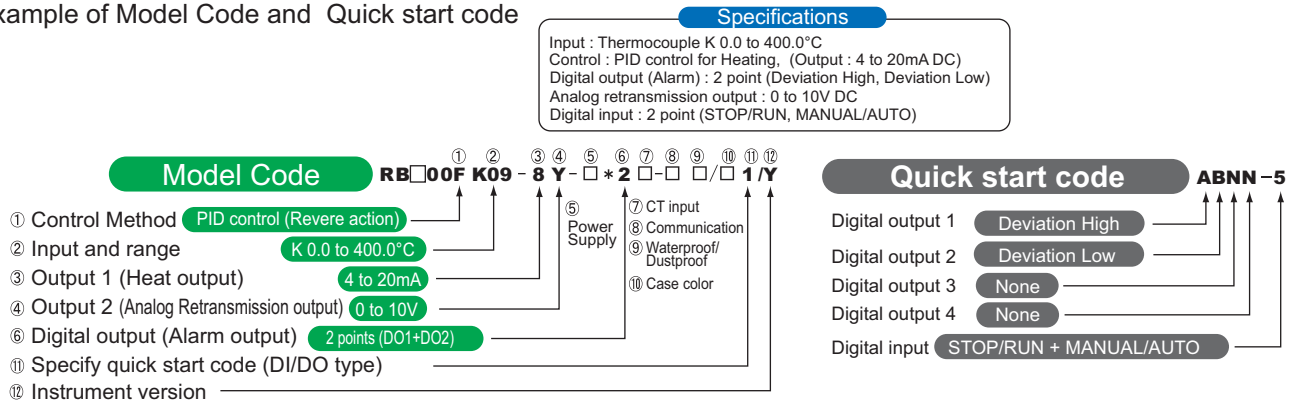 xample of Model Code and Quick start code
Specifications
Input : Thermocouple K 0.0 to 400.0°C
Control : PID control for Heating, (Output : 4 to 20mA DC)
Digital output (Alarm) : 2 point (Deviation High, Deviation Low)
Analog retransmission output : 0 to 10V DC
Digital input : 2 point (STOP/RUN, MANUAL/AUTO)
① ② ③ ④ ⑤ ⑥ ⑦ ⑧ ⑨ ⑩ ⑪ ⑫
Model Code RB□00F K09 - 8 Y - □ * 2 □ - □ □ / □ 1 /Y
① Control Method PID control (Revere action)
② Input and range K 0.0 to 400.0°C
③ Output 1 (Heat output) 4 to 20mA
④ Output 2 (Analog Retransmission output) 0 to 10V
⑥ Digital output (Alarm output) 2 points (DO1+DO2)
⑪ Specify quick start code (DI/DO type)
⑫ Instrument version
⑤
Power
Supply
⑦ CT input
⑧ Communication
⑨ Waterproof/
Dustproof
⑩ Case color
Quick start code ABNN-5
Digital output 1 Deviation High
Digital output 2 Deviation Low
Digital output 3 None
Digital output 4 None
Digital input STOP/RUN + MANUAL/AUTO